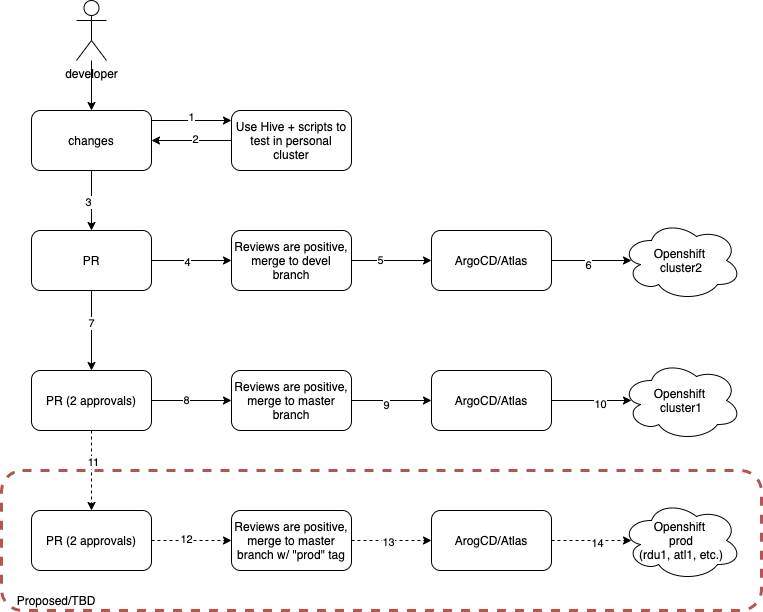 developer
changes
1
2
Use Hive + scripts to
test in personal
cluster
3
PR
4
Reviews are positive,
merge to devel
branch
5
ArgoCD/Atlas
6
Openshift
cluster2
7
PR (2 approvals)
8
Reviews are positive,
merge to master
branch
9
ArgoCD/Atlas
10
Openshift
cluster1
11
PR (2 approvals)
12
Reviews are positive,
merge to master
branch w/ "prod" tag
13
ArogCD/Atlas
14
Openshift
prod
(rdu1, atl1, etc.)
Proposed/TBD